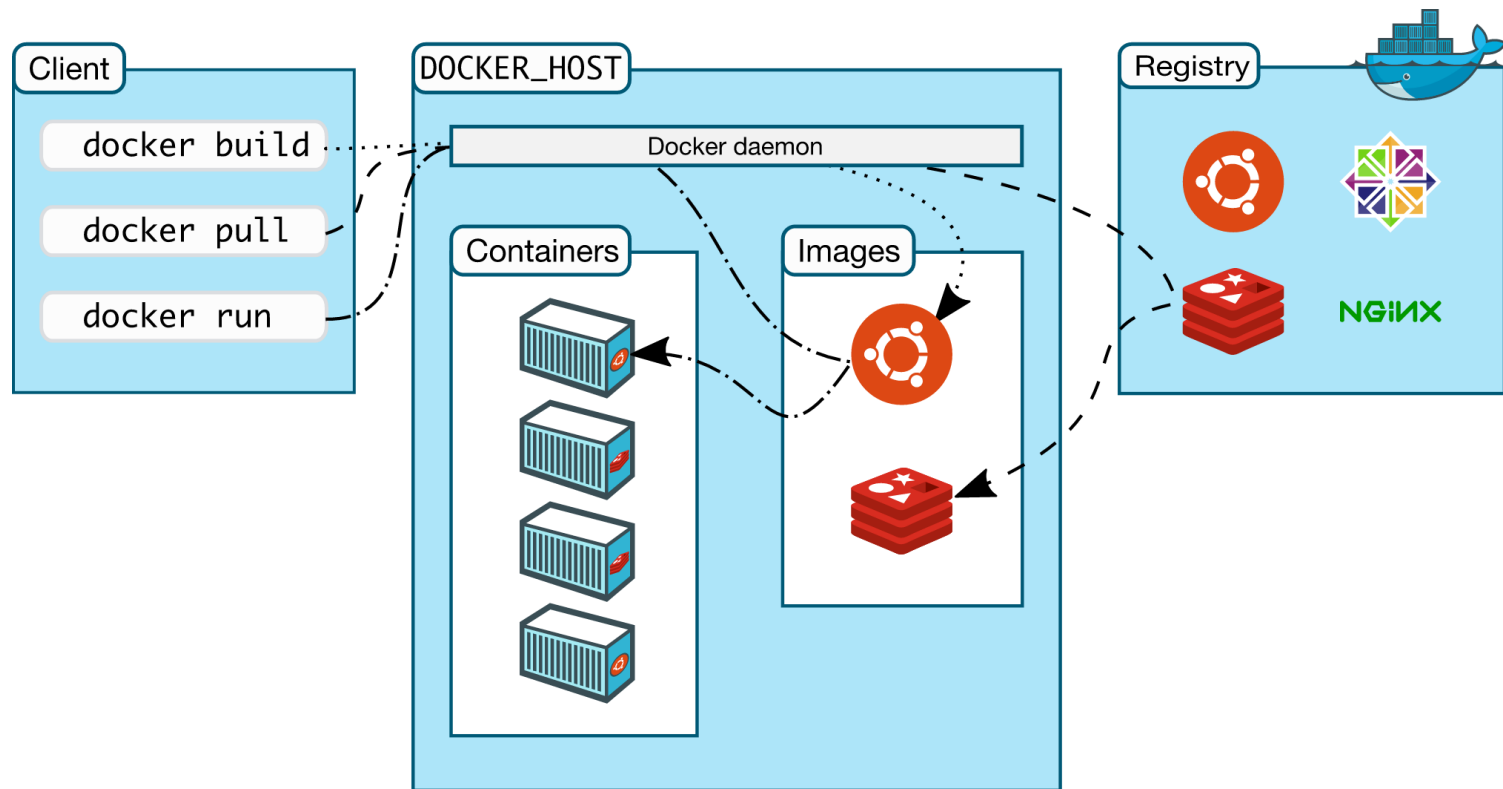 Client
docker build
docker pull
docker run
DOCKER_HOST
Docker daemon
Containers
Images
Registry
NGiNX